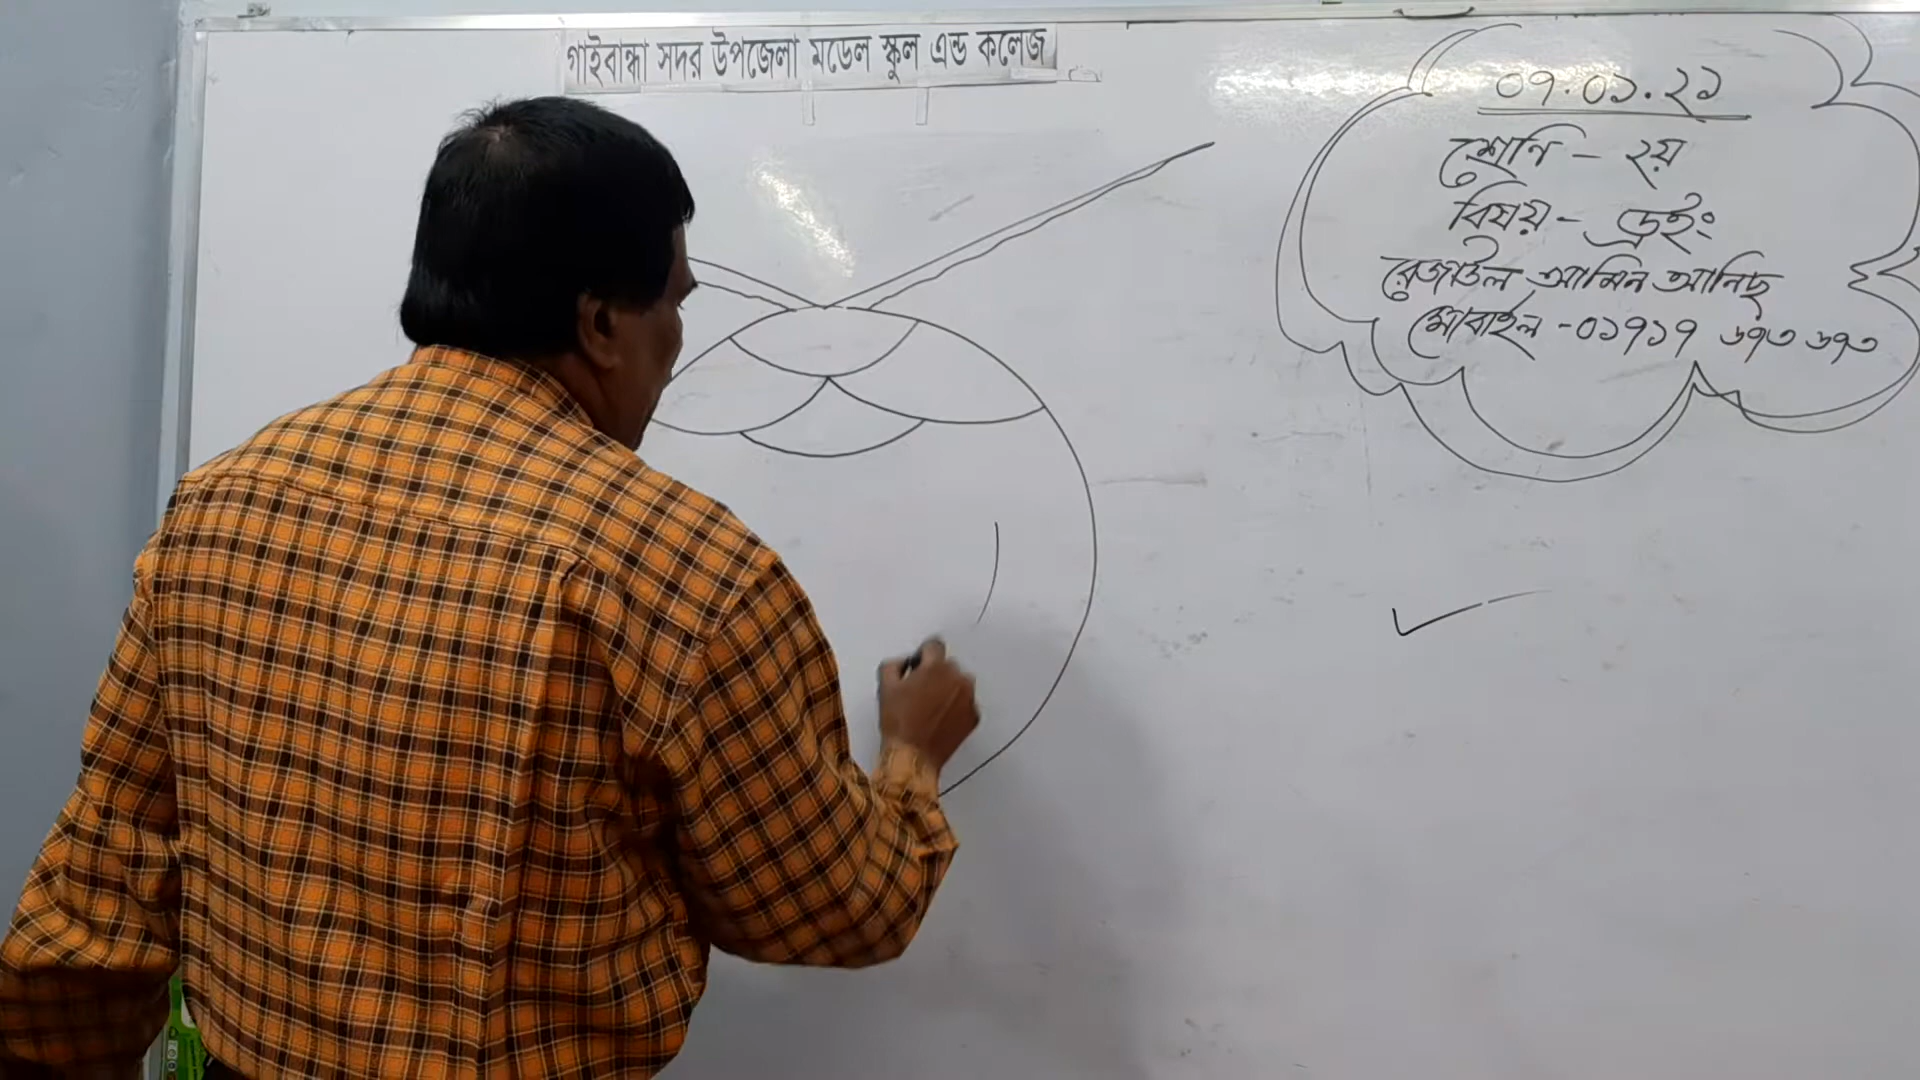 গাইবান্ধা সদর উপজেলা মডেল স্কুল এন্ড কলেজ
০৭.০১.২১
শ্রেনি - ২য়
বিষয় - ড্রইং
রেজাউল আমিন আনিছ
মোবাইল - ০১৭১৭ ৬৭৩ ৬৭৩